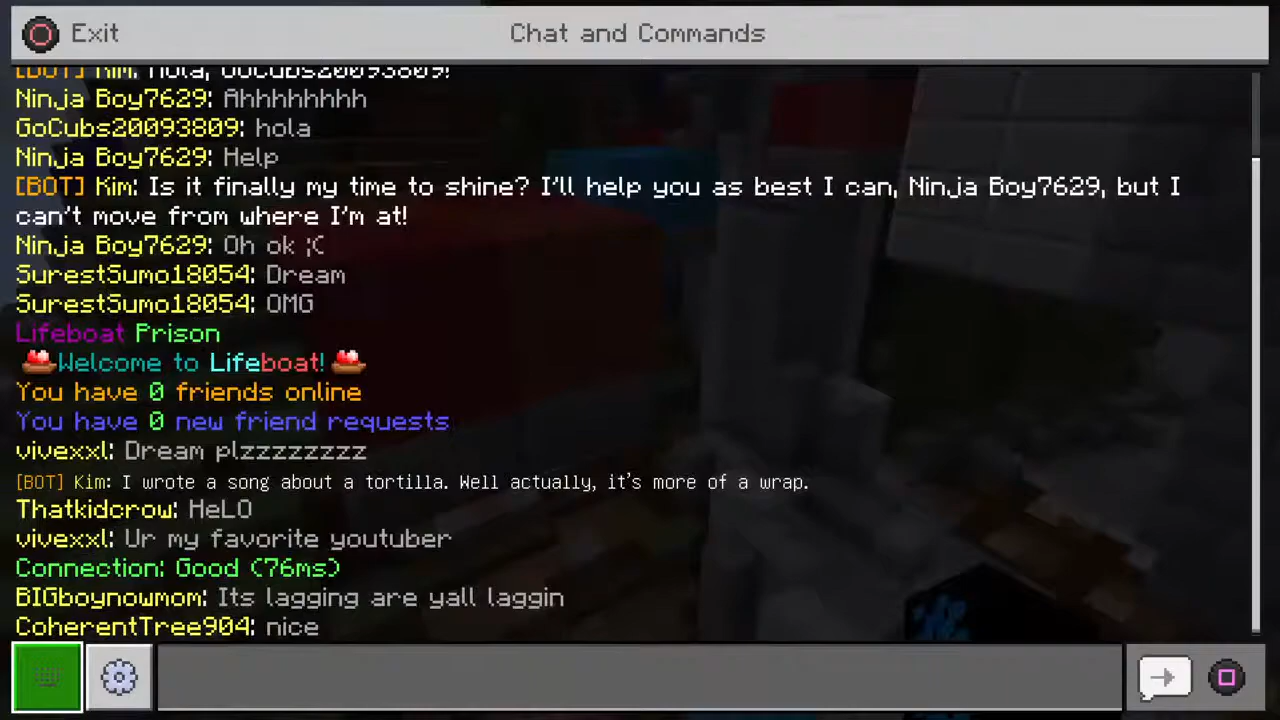 Exit
Chat and Commands
[BOT] Kim: hola, GoCubs20093809!
Ninja Boy7629: Ahhhhhhhh
GoCubs20093809: hola
Ninja Boy7629: Help
[BOT] Kim: Is it finally my time to shine? I'll help you as best I can, Ninja Boy7629, but I
can't move from where I'm at!
Ninja Boy7629: Oh ok ;C
SurestSumo18054: Dream
SurestSumo18054: OMG
Lifeboat Prison
Welcome to Lifeboat!
You have 0 friends online
You have 0 new friend requests
vivexxl: Dream plzzzzzzzz
[BOT] Kim: I wrote a song about a tortilla. Well actually, it's more of a wrap.
Thatkidcrow: HeLO
vivexxl: Ur my favorite youtuber
Connection: Good (76ms)
BIGboynowmom: Its lagging are yall laggin
CoherentTree904: nice